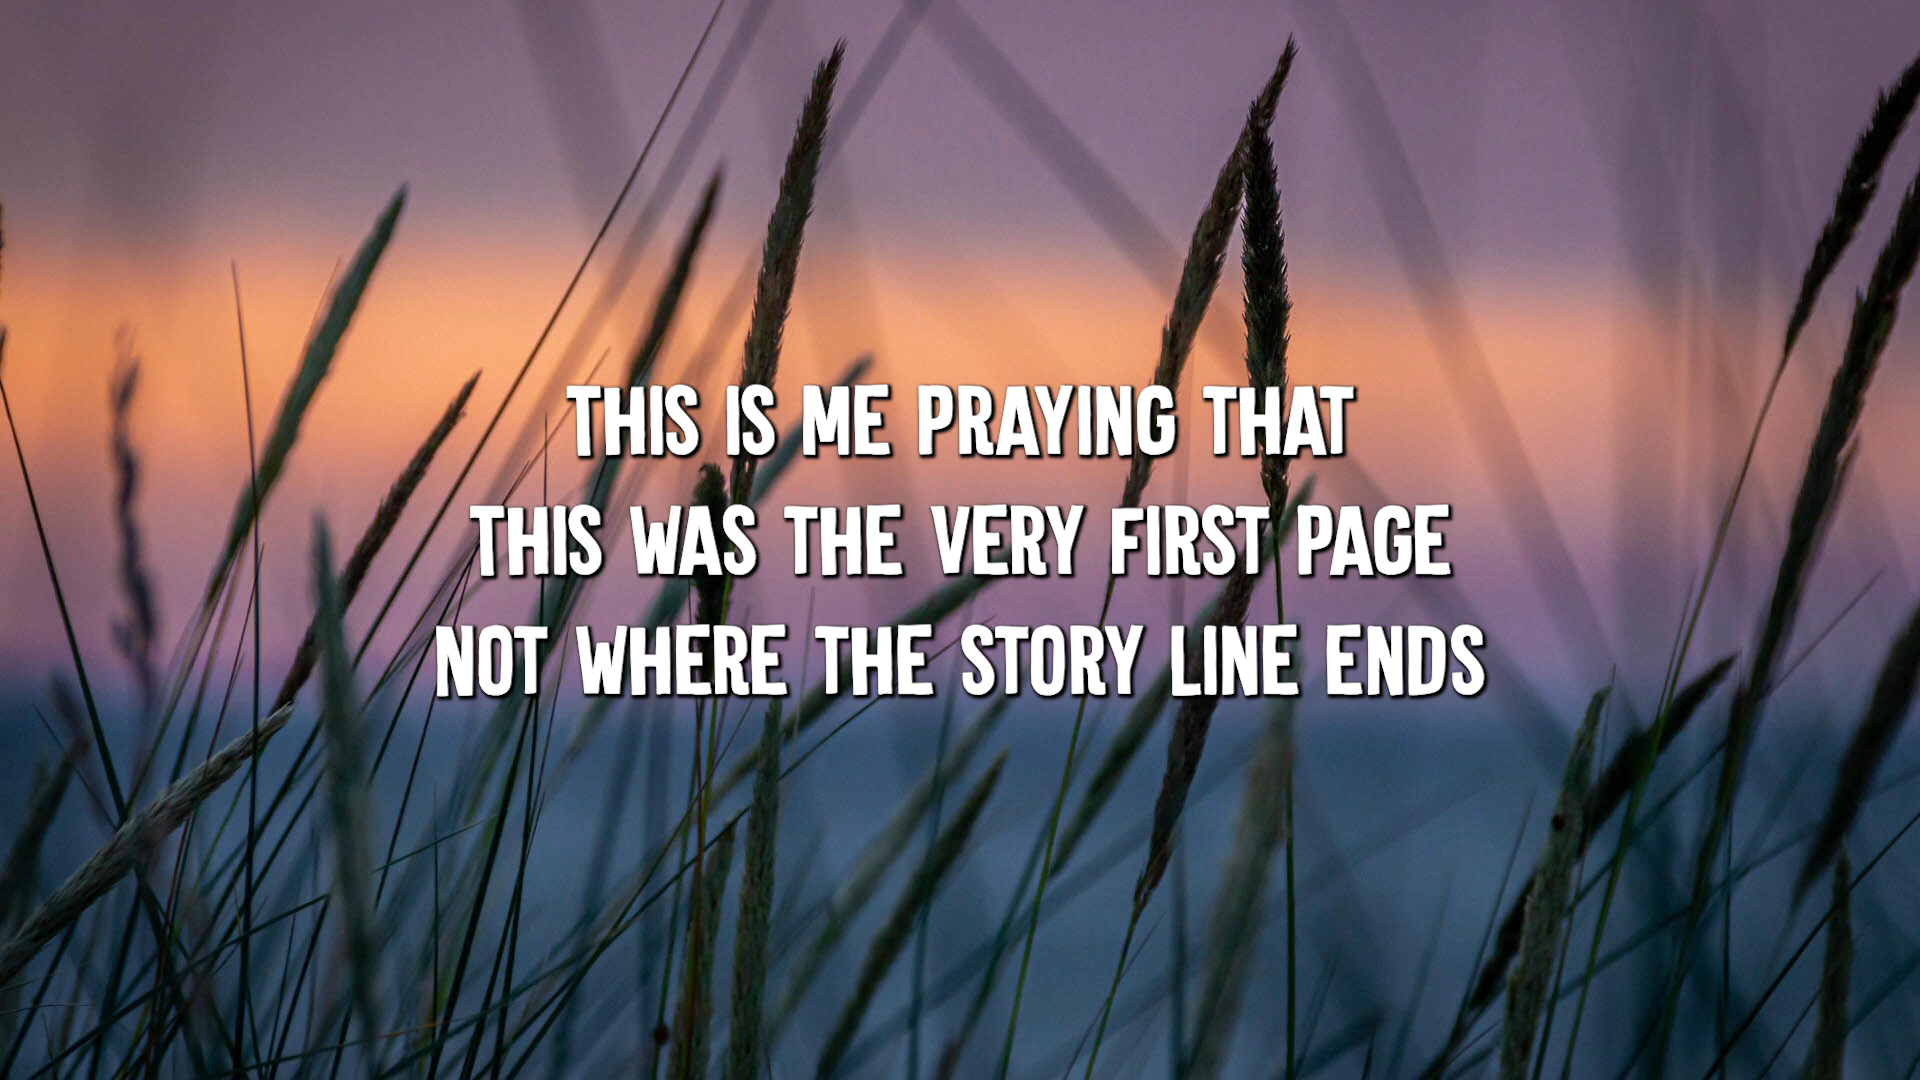 THIS IS ME PRAYING THAT
THIS WAS THE VERY FIRST PAGE
NOT WHERE THE STORY LINE ENDS